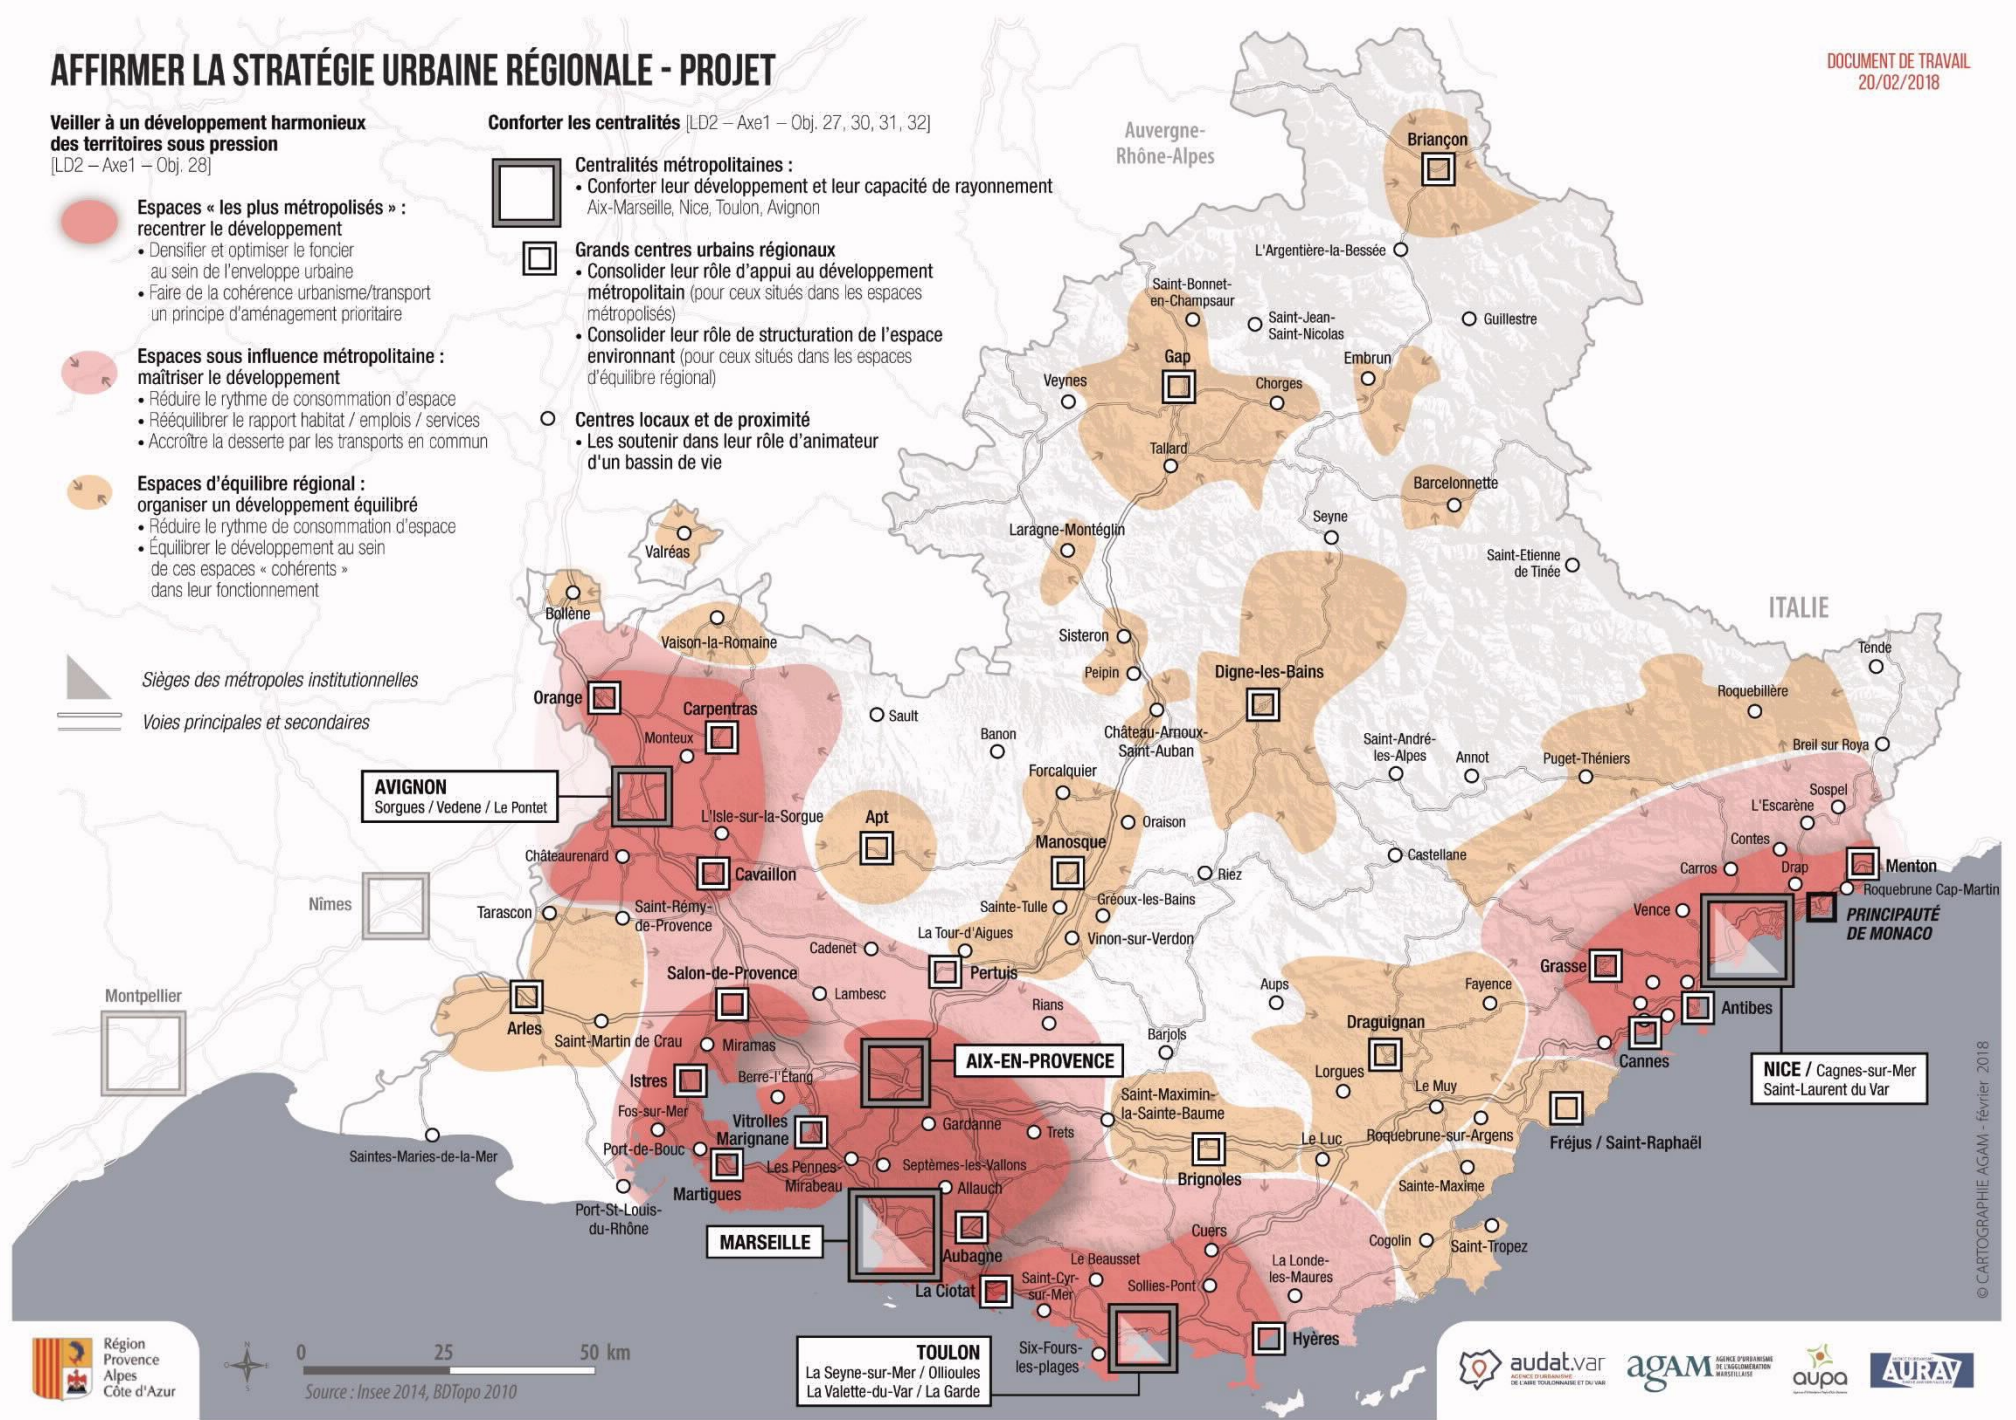 AFFIRMER LA STRATÉGIE URBAINE RÉGIONALE - PROJET
DOCUMENT DE TRAVAIL
20/02/2018
Veiller à un développement harmonieux
des territoires sous pression
[LD2 – Axe1 – Obj. 28]
Espaces « les plus métropolisés » :
recentrer le développement
• Densifier et optimiser le foncier
au sein de l'enveloppe urbaine
• Faire de la cohérence urbanisme/transport
un principe d'aménagement prioritaire
Espaces sous influence métropolitaine :
maîtriser le développement
• Réduire le rythme de consommation d'espace
• Rééquilibrer le rapport habitat / emplois / services
• Accroître la desserte par les transports en commun
Espaces d'équilibre régional :
organiser un développement équilibré
• Réduire le rythme de consommation d'espace
• Équilibrer le développement au sein
de ces espaces « cohérents »
dans leur fonctionnement
Sièges des métropoles institutionnelles
Voies principales et secondaires
Conforter les centralités [LD2 – Axe1 – Obj. 27, 30, 31, 32]
Centralités métropolitaines :
• Conforter leur développement et leur capacité de rayonnement
Aix-Marseille, Nice, Toulon, Avignon
Grands centres urbains régionaux
• Consolider leur rôle d'appui au développement
métropolitain (pour ceux situés dans les espaces
métropolisés)
• Consolider leur rôle de structuration de l'espace
environnant (pour ceux situés dans les espaces
d'équilibre régional)
Centres locaux et de proximité
• Les soutenir dans leur rôle d'animateur
d'un bassin de vie
Auvergne-
Rhône-Alpes
Briançon
L'Argentière-la-Bessée
Saint-Bonnet-
en-Champsaur
Saint-Jean-
Saint-Nicolas
Guillestre
Gap
Embrun
Veynes
Chorges
Tallard
Barcelonnette
Laragne-Montéglin
Seyne
Saint-Etienne
de Tinée
Valréas
Bollène
ITALIE
Vaison-la-Romaine
Sisteron
Tende
Peipin
Digne-les-Bains
Orange
Roquebillère
Carpentras
Sault
Monteux
Banon
Château-Arnoux-
Saint-Auban
Saint-André-
les-Alpes
Annot
Puget-Théniers
Breil sur Roya
Forcalquier
AVIGNON
Sorgues / Vedene / Le Pontet
Sospel
L'Escarène
L'Isle-sur-la-Sorgue
Apt
Oraison
Manosque
Contes
Châteaurenard
Castellane
Carros
Drap
Menton
Cavaillon
Riez
Roquebrune Cap-Martin
Nîmes
Tarascon
Saint-Rémy-
de-Provence
Sainte-Tulle
Gréoux-les-Bains
Vence
PRINCIPAUTÉ
DE MONACO
Cadenet
La Tour-d'Aigues
Vinon-sur-Verdon
Salon-de-Provence
Pertuis
Grasse
Montpellier
Lambesc
Rians
Aups
Fayence
Antibes
Arles
Saint-Martin de Crau
Miramas
Barjols
Draguignan
Cannes
AIX-EN-PROVENCE
NICE / Cagnes-sur-Mer
Saint-Laurent du Var
Istres
Berre-l'Étang
Lorgues
Le Muy
Saint-Maximin-
la-Sainte-Baume
Fos-sur-Mer
Vitrolles
Marignane
Gardanne
Trets
Roquebrune-sur-Argens
Fréjus / Saint-Raphaël
Le Luc
Saintes-Maries-de-la-Mer
Port-de-Bouc
Les Pennes-
Mirabeau
Septèmes-les-Vallons
Brignoles
Sainte-Maxime
Martigues
Allauch
Port-St-Louis-
du-Rhône
MARSEILLE
Aubagne
Cuers
Cogolin
Saint-Tropez
Le Beausset
La Londe-
les-Maures
La Ciotat
Saint-Cyr-
sur-Mer
Sollies-Pont
Hyères
Six-Fours-
les-plages
TOULON
La Seyne-sur-Mer / Ollioules
La Valette-du-Var / La Garde
© CARTOGRAPHIE AGAM - février 2018
Région
Provence
Alpes
Côte d'Azur
N
0 25 50 km
Source : Insee 2014, BDTopo 2010
audat.var
AGENCE D'URBANISME
DE L'AIRE TOULONNAISE ET DU VAR
agAM
AGENCE D'URBANISME
DE L'AGGLOMÉRATION
MARSEILLAISE
aupa
AURAV